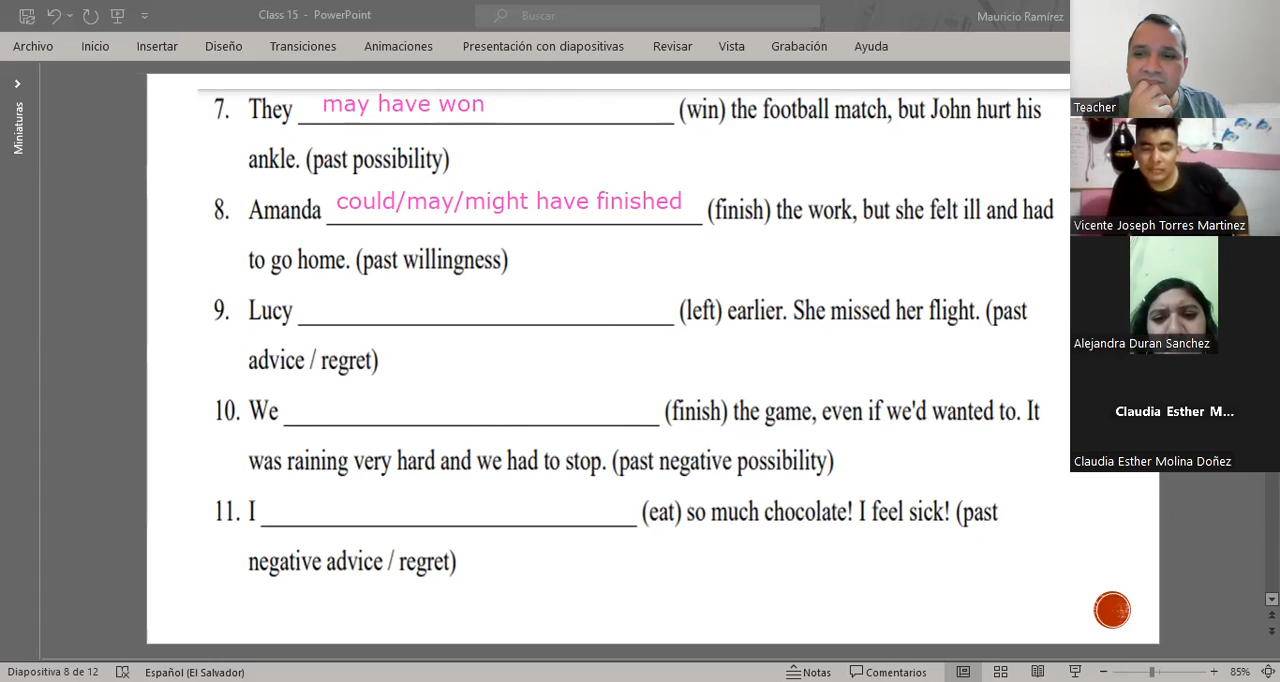 Class 15 - PowerPoint
Buscar
Mauricio Ramírez
Archivo Inicio Insertar Diseño Transiciones Animaciones Presentación con diapositivas Revisar Vista Grabación Ayuda
Miniaturas
7. They may have won (win) the football match, but John hurt his
ankle. (past possibility)
8. Amanda could/may/might have finished (finish) the work, but she felt ill and had
to go home. (past willingness)
9. Lucy (left) earlier. She missed her flight. (past
advice / regret)
10. We (finish) the game, even if we'd wanted to. It
was raining very hard and we had to stop. (past negative possibility)
11. I (eat) so much chocolate! I feel sick! (past
negative advice / regret)
Teacher
Vicente Joseph Torres Martinez
Alejandra Duran Sanchez
Claudia Esther M...
Claudia Esther Molina Doñez
Diapositiva 8 de 12 Español (El Salvador) Notas Comentarios 85%